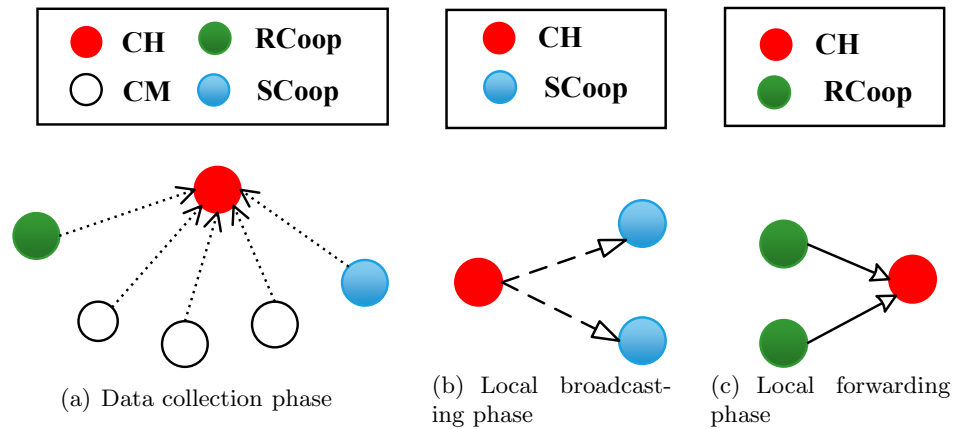 CH
RCoop
CM
SCoop
CH
SCoop
CH
RCoop
(a) Data collection phase
(b) Local broadcast-
ing phase
(c) Local forwarding
phase